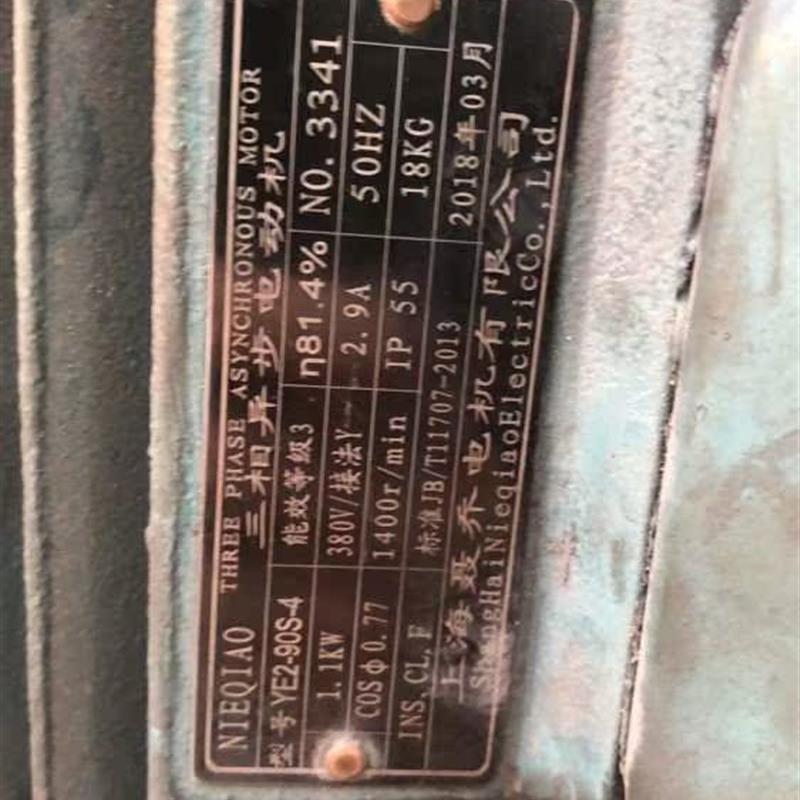 NIEQIAO THREE PHASE ASYNCHRONOUS MOTOR
三相异步电动机
型号 YE2-90S-4 能效等级3 η81.4% NO. 3341
1.1KW 380V/接法Y 2.9A 50HZ
COSφ0.77 1400r/min IP 55 18KG
INS.CL.F 标准JB/T11707-2013 2018年03月
上海聂乔电机有限公司
ShangHaiNieqiaoElectricCo.,Ltd.